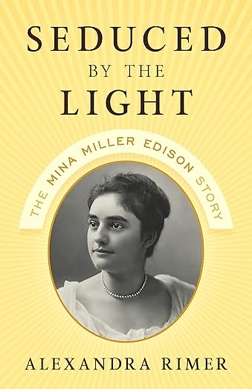 SEDUCED
BY THE
LIGHT
THE MINA MILLER EDISON STORY
ALEXANDRA RIMER